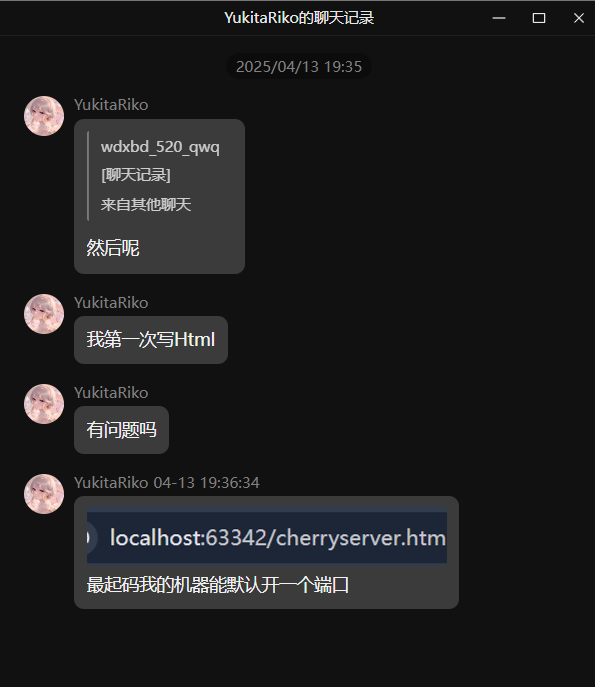 YukitaRiko的聊天记录
2025/04/13 19:35
YukitaRiko
wdxbd_520_qwq
[聊天记录]
来自其他聊天
然后呢
YukitaRiko
我第一次写Html
YukitaRiko
有问题吗
YukitaRiko 04-13 19:36:34
localhost:63342/cherryserver.htm
最起码我的机器能默认开一个端口